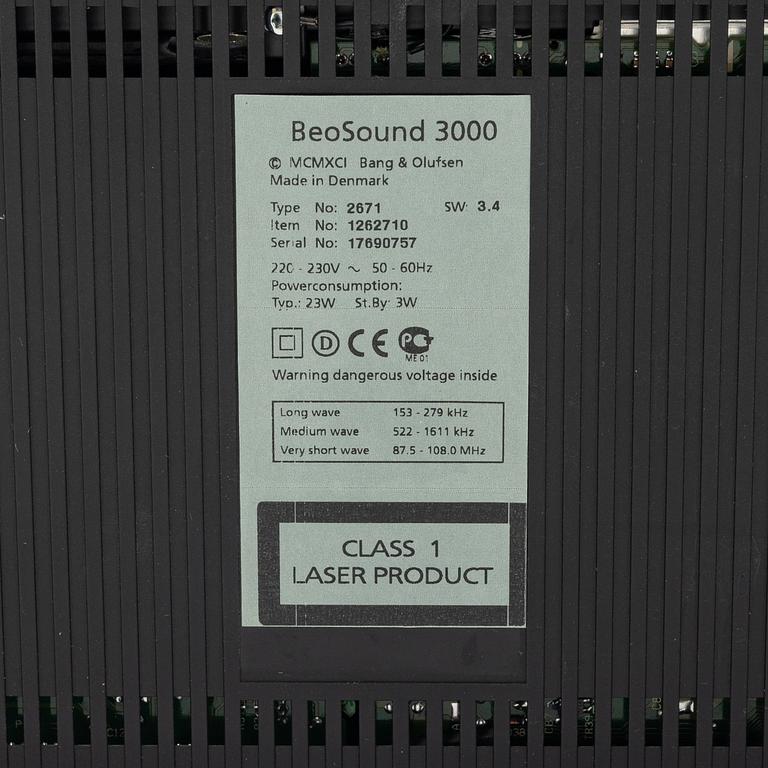 BeoSound 3000
© MCMXCI Bang & Olufsen
Made in Denmark
Type No: 2671 SW: 3.4
Item No: 1262710
Serial No: 17690757
220 - 230V ~ 50 - 60Hz
Powerconsumption:
Typ.: 23W St.By: 3W
D CE PC
ME 01
Warning dangerous voltage inside
Long wave 153 - 279 kHz
Medium wave 522 - 1611 kHz
Very short wave 87.5 - 108.0 MHz
CLASS 1
LASER PRODUCT